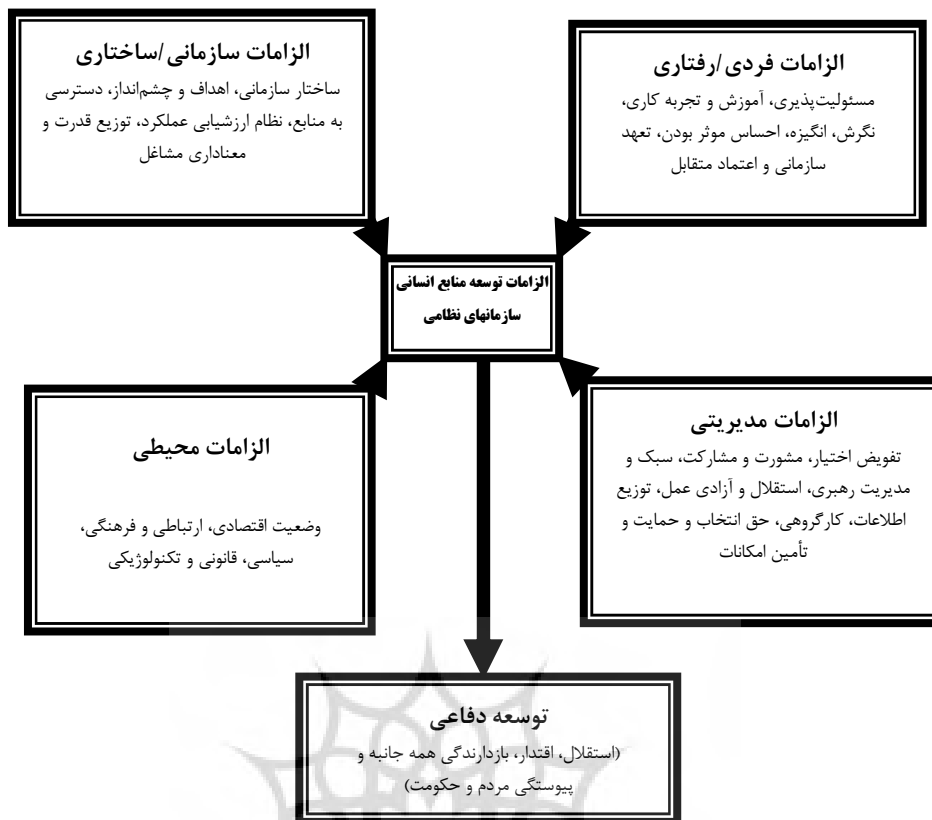 الزامات فردی/رفتاری
مسئولیت‌پذیری، آموزش و تجربه کاری،
نگرش، انگیزه، احساس موثر بودن، تعهد
سازمانی و اعتماد متقابل
الزامات سازمانی/ساختاری
ساختار سازمانی، اهداف و چشم‌انداز، دسترسی
به منابع، نظام ارزشیابی عملکرد، توزیع قدرت و
معناداری مشاغل
الزامات توسعه منابع انسانی
سازمانهای نظامی
الزامات مدیریتی
تفویض اختیار، مشورت و مشارکت، سبک و
مدیریت رهبری، استقلال و آزادی عمل، توزیع
اطلاعات، کارگروهی، حق انتخاب و حمایت و
تأمین امکانات
الزامات محیطی
وضعیت اقتصادی، ارتباطی و فرهنگی،
سیاسی، قانونی و تکنولوژیکی
توسعه دفاعی
(استقلال، اقتدار، بازدارندگی همه جانبه و
پیوستگی مردم و حکومت)